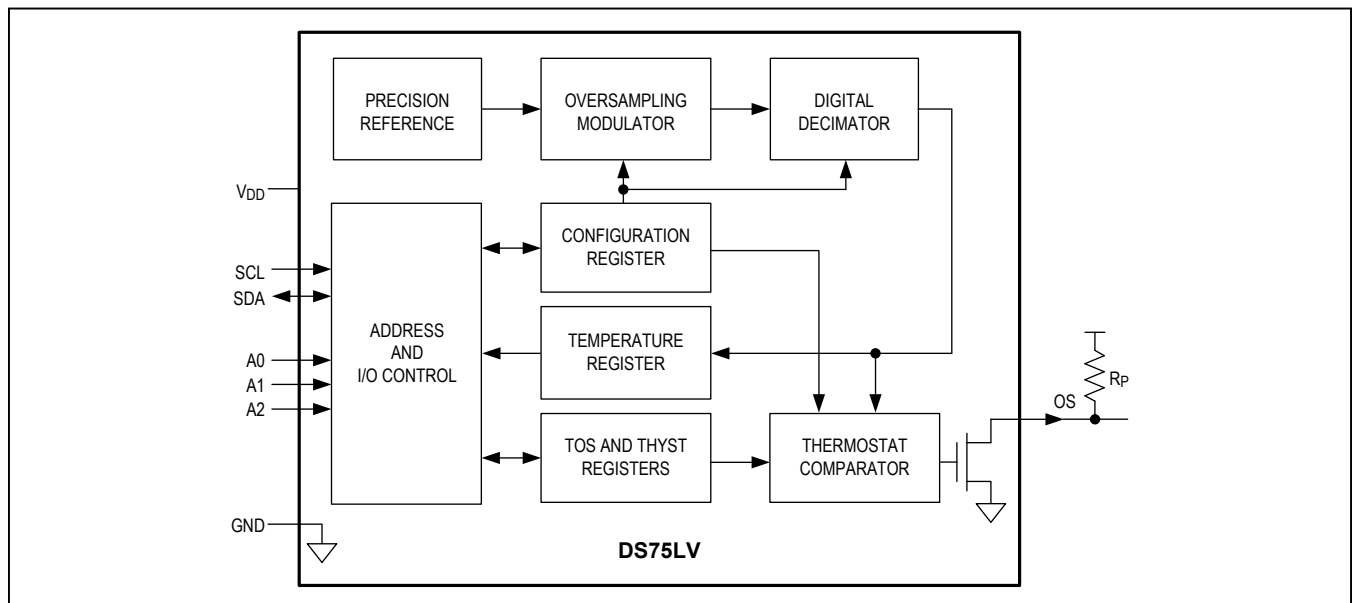 PRECISION
REFERENCE
OVERSAMPLING
MODULATOR
DIGITAL
DECIMATOR
VDD
SCL
SDA
A0
A1
A2
GND
ADDRESS
AND
I/O CONTROL
CONFIGURATION
REGISTER
TEMPERATURE
REGISTER
TOS AND THYST
REGISTERS
THERMOSTAT
COMPARATOR
OS
RP
DS75LV